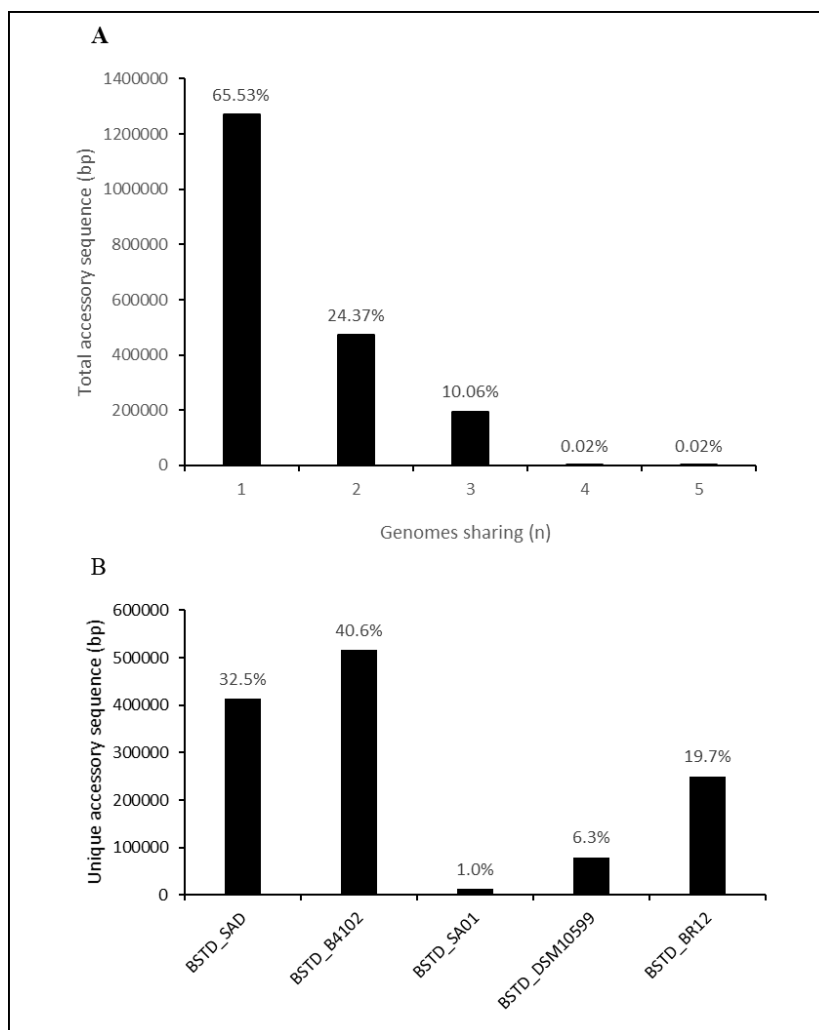 A
Total accessory sequence (bp)
1400000
1200000
1000000
800000
600000
400000
200000
0
65.53%
24.37%
10.06%
0.02%
0.02%
1 2 3 4 5
Genomes sharing (n)
B
Unique accessory sequence (bp)
600000
500000
400000
300000
200000
100000
0
32.5%
40.6%
1.0%
6.3%
19.7%
BSTD_SAD
BSTD_B4102
BSTD_SA01
BSTD_DSM10599
BSTD_BR12